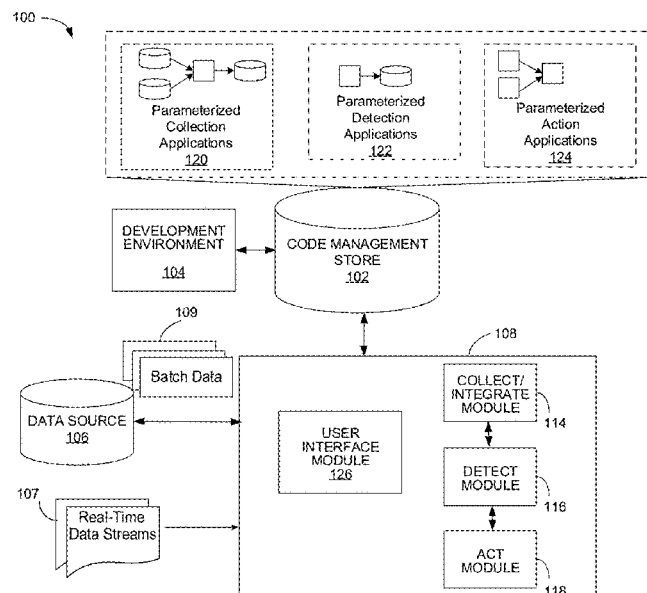 100
Parameterized
Collection
Applications
120
Parameterized
Detection
Applications
122
Parameterized
Action
Applications
124
DEVELOPMENT
ENVIRONMENT
104
CODE MANAGEMENT
STORE
102
109
Batch Data
108
DATA SOURCE
106
USER
INTERFACE
MODULE
126
COLLECT/
INTEGRATE
MODULE
114
DETECT
MODULE
116
107
Real-Time
Data Streams
ACT
MODULE
118